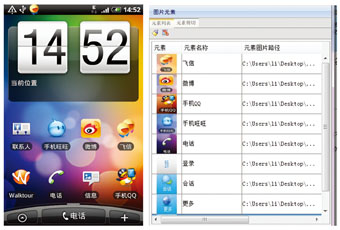 14:52
14 52
当前位置
联系人 手机旺旺 微博 飞信
Walktour 电话 信息 手机QQ
电话
图片元素
元素列表 元素剪切
元素 元素名称 元素图片路径
飞信 C:\Users\li\Desktop\...
微博 C:\Users\li\Desktop\...
手机QQ C:\Users\li\Desktop\...
手机旺旺 C:\Users\li\Desktop\...
电话 C:\Users\li\Desktop\...
登录 C:\Users\li\Desktop\...
会话 C:\Users\li\Desktop\...
更多 C:\Users\li\Desktop\...